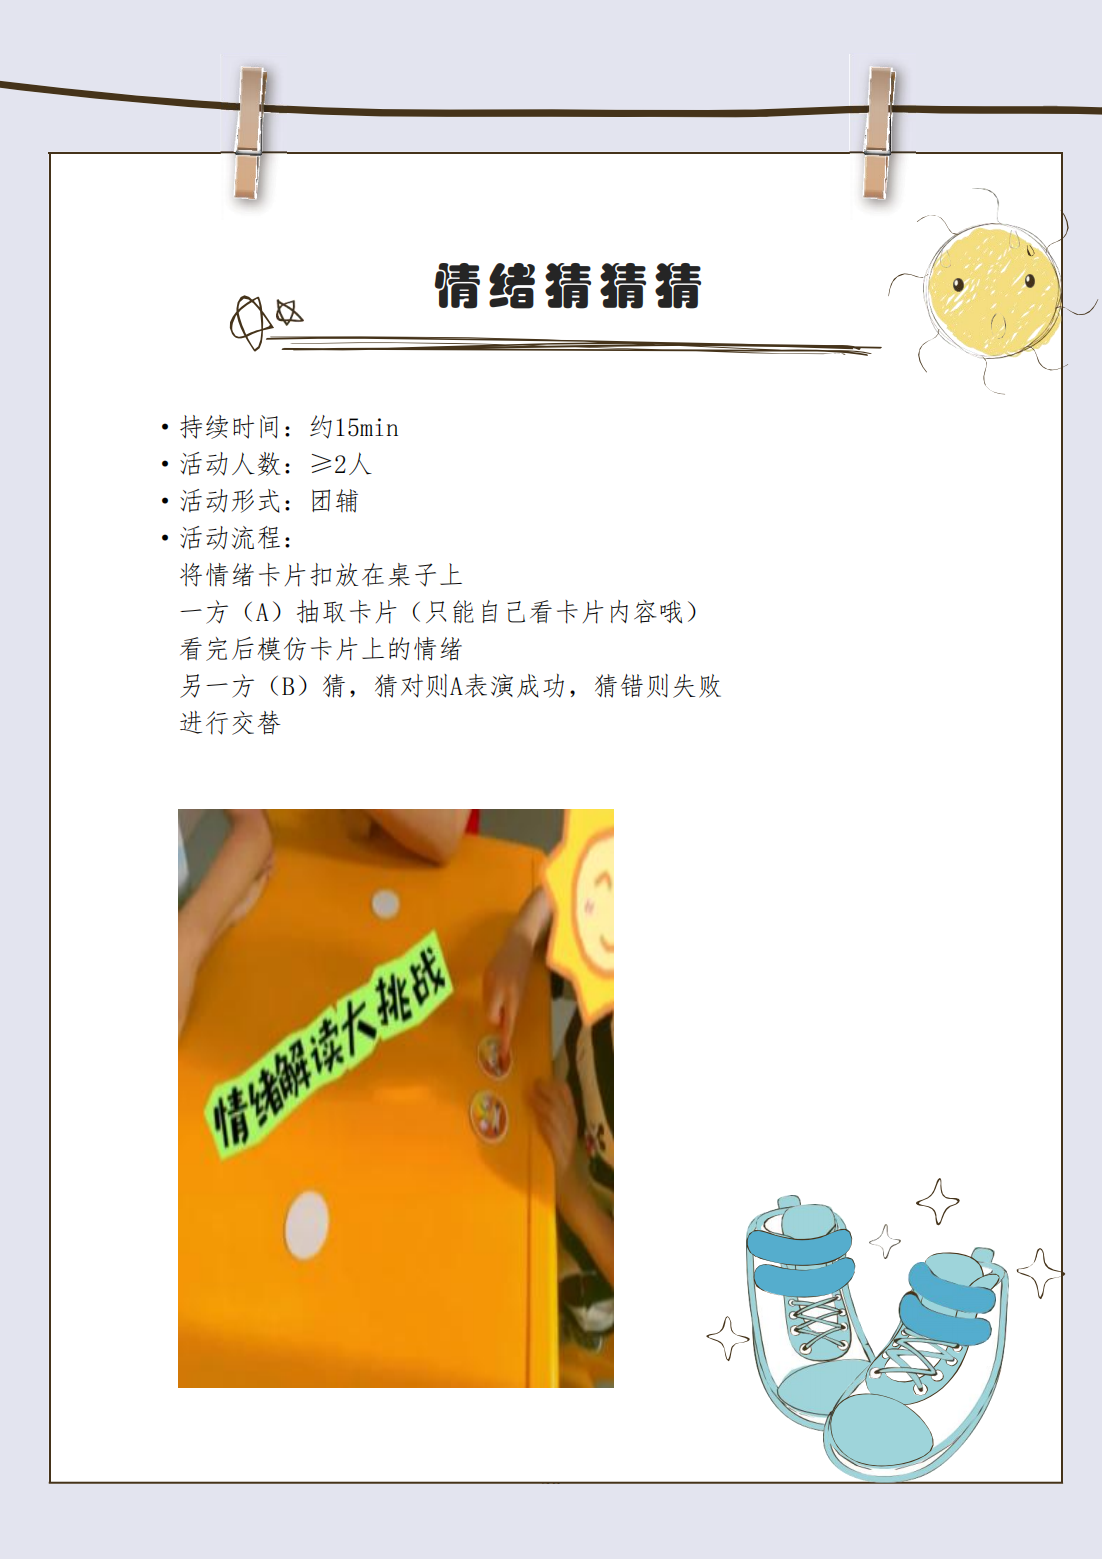 情绪猜猜猜
• 持续时间：约15min
• 活动人数：≥2人
• 活动形式：团辅
• 活动流程：
将情绪卡片扣放在桌子上
一方（A）抽取卡片（只能自己看卡片内容哦）
看完后模仿卡片上的情绪
另一方（B）猜，猜对则A表演成功，猜错则失败
进行交替
情绪解读大挑战